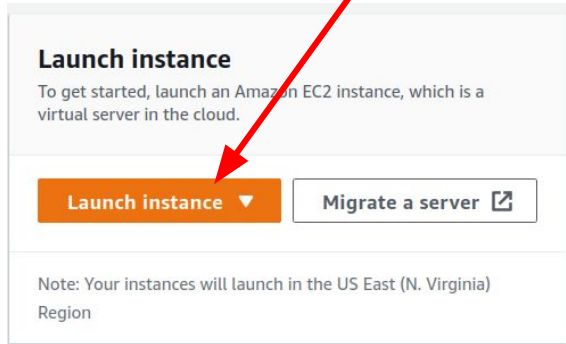 Launch instance
To get started, launch an Amazon EC2 instance, which is a
virtual server in the cloud.
Launch instance
Migrate a server
Note: Your instances will launch in the US East (N. Virginia)
Region